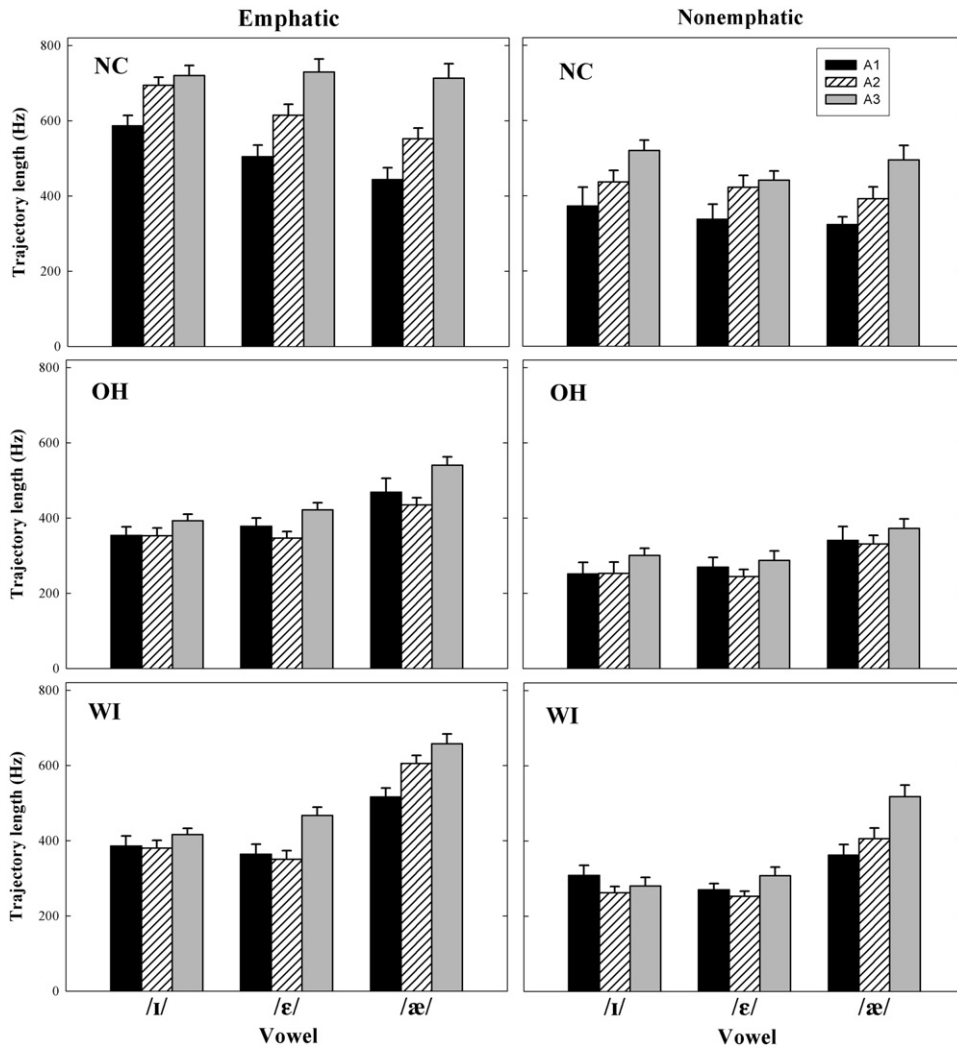 Emphatic
Nonemphatic
800
600
400
200
0
Trajectory length (Hz)
NC
NC
A1
A2
A3
800
600
400
200
0
Trajectory length (Hz)
OH
OH
800
600
400
200
0
Trajectory length (Hz)
WI
WI
/ɪ/ /ɛ/ /æ/
Vowel
/ɪ/ /ɛ/ /æ/
Vowel